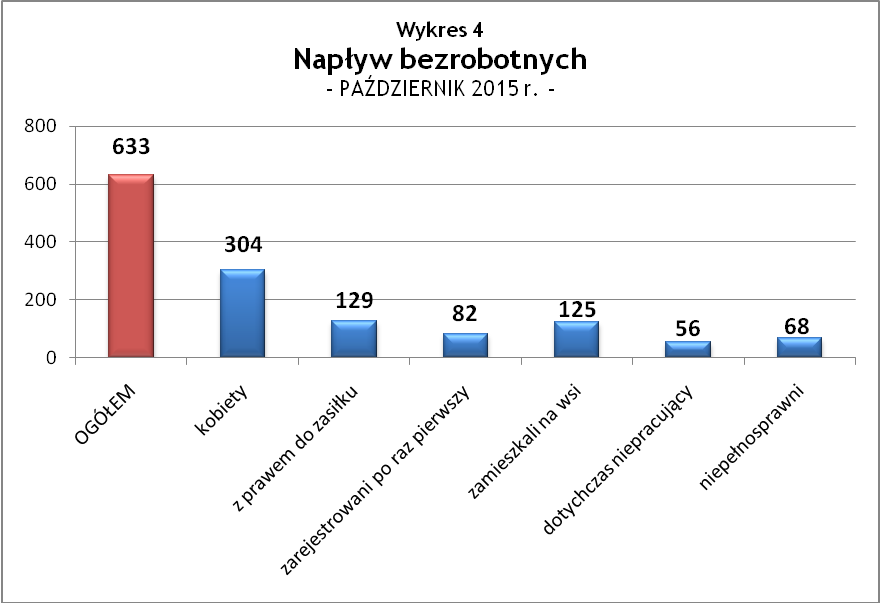 Wykres 4
Napływ bezrobotnych
- PAŹDZIERNIK 2015 r. -
800
600
400
200
0
633
304
129
82
125
56
68
OGÓŁEM
kobiety
z prawem do zasiłku
zarejestrowani po raz pierwszy
zamieszkali na wsi
dotychczas niepracujący
niepełnosprawni